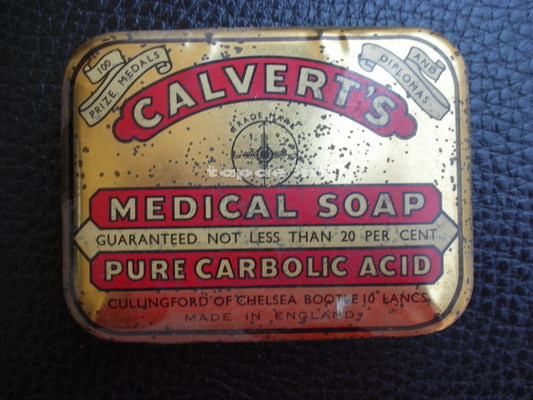 100
PRIZE MEDALS
AND
DIPLOMAS
CALVERT'S
TRADE MARK
MEDICAL SOAP
GUARANTEED NOT LESS THAN 20 PER CENT
PURE CARBOLIC ACID
CULLINGFORD OF CHELSEA BOOTLE 10 LANCS.
MADE IN ENGLAND